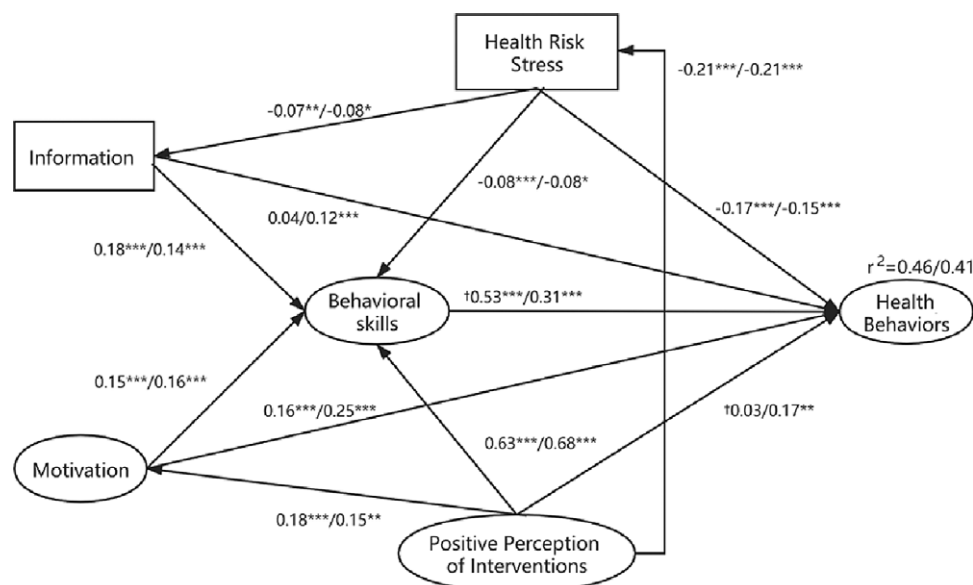 Health Risk
Stress
-0.21***/-0.21***
-0.07**/-0.08*
Information
-0.08***/-0.08*
0.04/0.12***
-0.17***/-0.15***
0.18***/0.14***
r²=0.46/0.41
Behavioral
skills
†0.53***/0.31***
Health
Behaviors
0.15***/0.16***
0.16***/0.25***
†0.03/0.17**
0.63***/0.68***
Motivation
0.18***/0.15**
Positive Perception
of Interventions